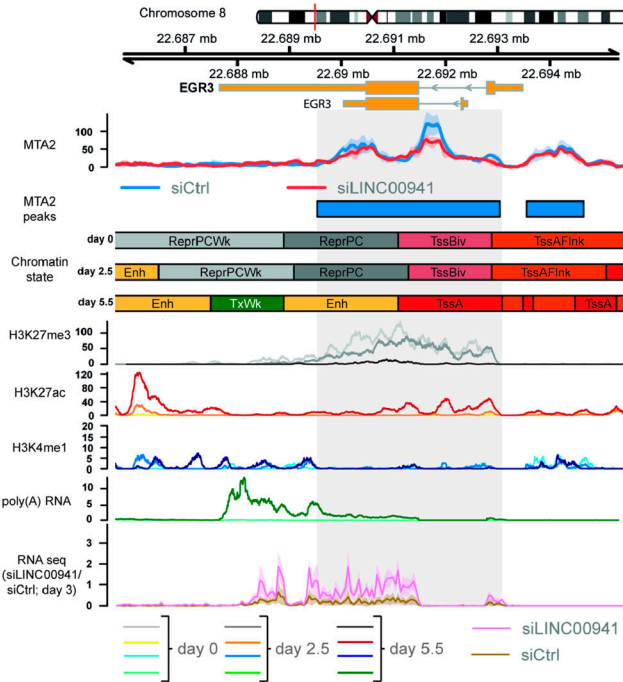 Chromosome 8
22.687 mb 22.689 mb 22.691 mb 22.693 mb
22.688 mb 22.69 mb 22.692 mb 22.694 mb
EGR3
EGR3
MTA2
100
50
0
siCtrl siLINC00941
MTA2
peaks
Chromatin
state
day 0 ReprPCWk ReprPC TssBiv TssAFlnk
day 2.5 Enh ReprPCWk ReprPC TssBiv TssAFlnk
day 5.5 Enh TxWk Enh TssA TssA
H3K27me3
100
50
0
H3K27ac
120
80
40
0
H3K4me1
20
15
10
5
0
poly(A) RNA
10
5
0
RNA seq
(siLINC00941/
siCtrl; day 3)
3
2
1
0
day 0 day 2.5 day 5.5
siLINC00941
siCtrl